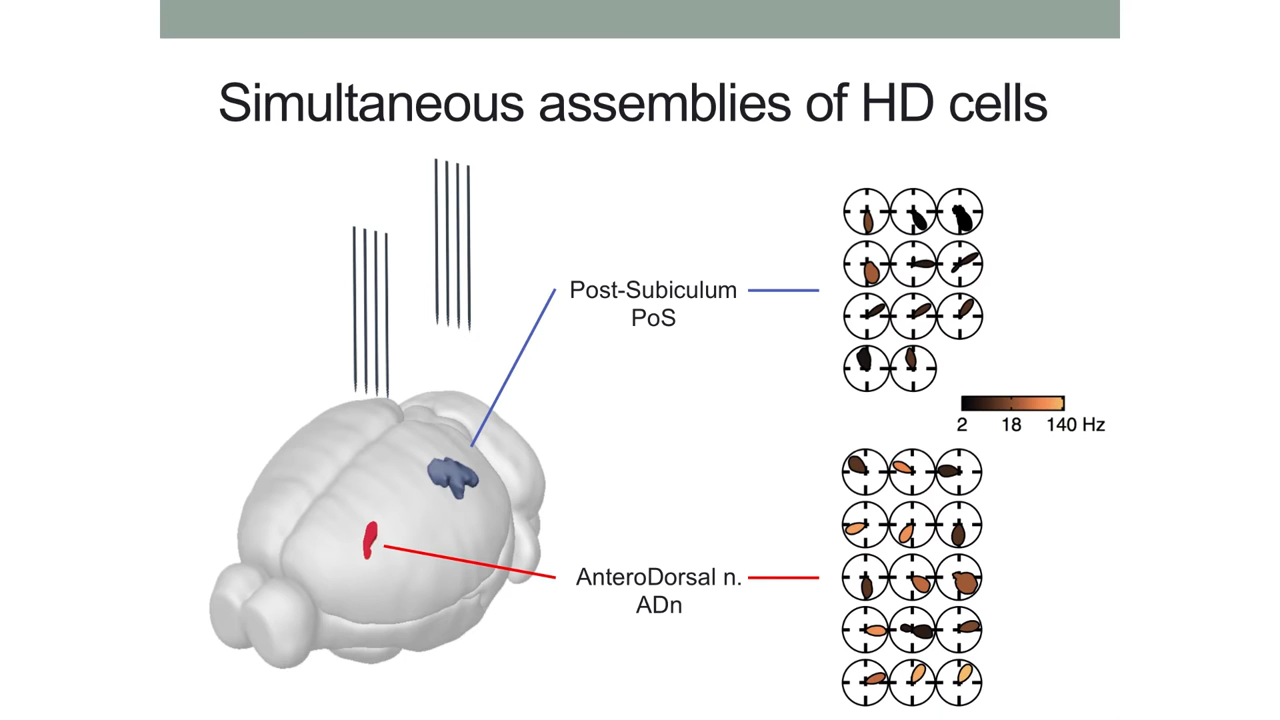 Simultaneous assemblies of HD cells
Post-Subiculum
PoS
2 18 140 Hz
AnteroDorsal n.
ADn